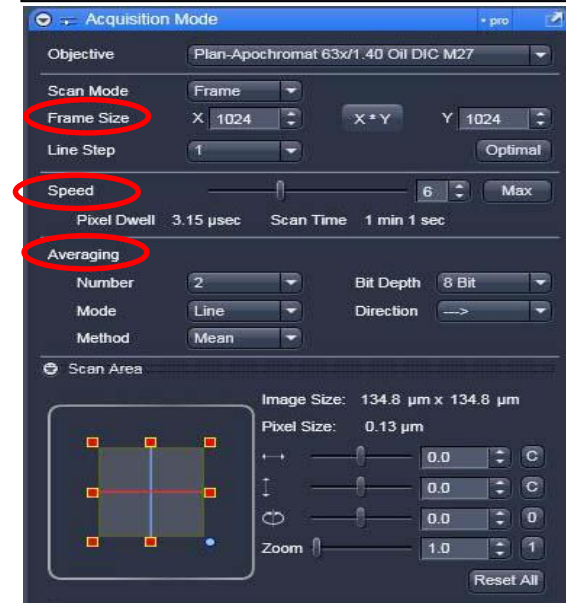 Acquisition Mode • pro
Objective Plan-Apochromat 63x/1.40 Oil DIC M27
Scan Mode Frame
Frame Size X 1024 X * Y Y 1024
Line Step 1 Optimal
Speed 6 Max
Pixel Dwell 3.15 µsec Scan Time 1 min 1 sec
Averaging
Number 2 Bit Depth 8 Bit
Mode Line Direction --->
Method Mean
Scan Area
Image Size: 134.8 µm x 134.8 µm
Pixel Size: 0.13 µm
0.0 C
0.0 C
0.0 0
Zoom 1.0 1
Reset All